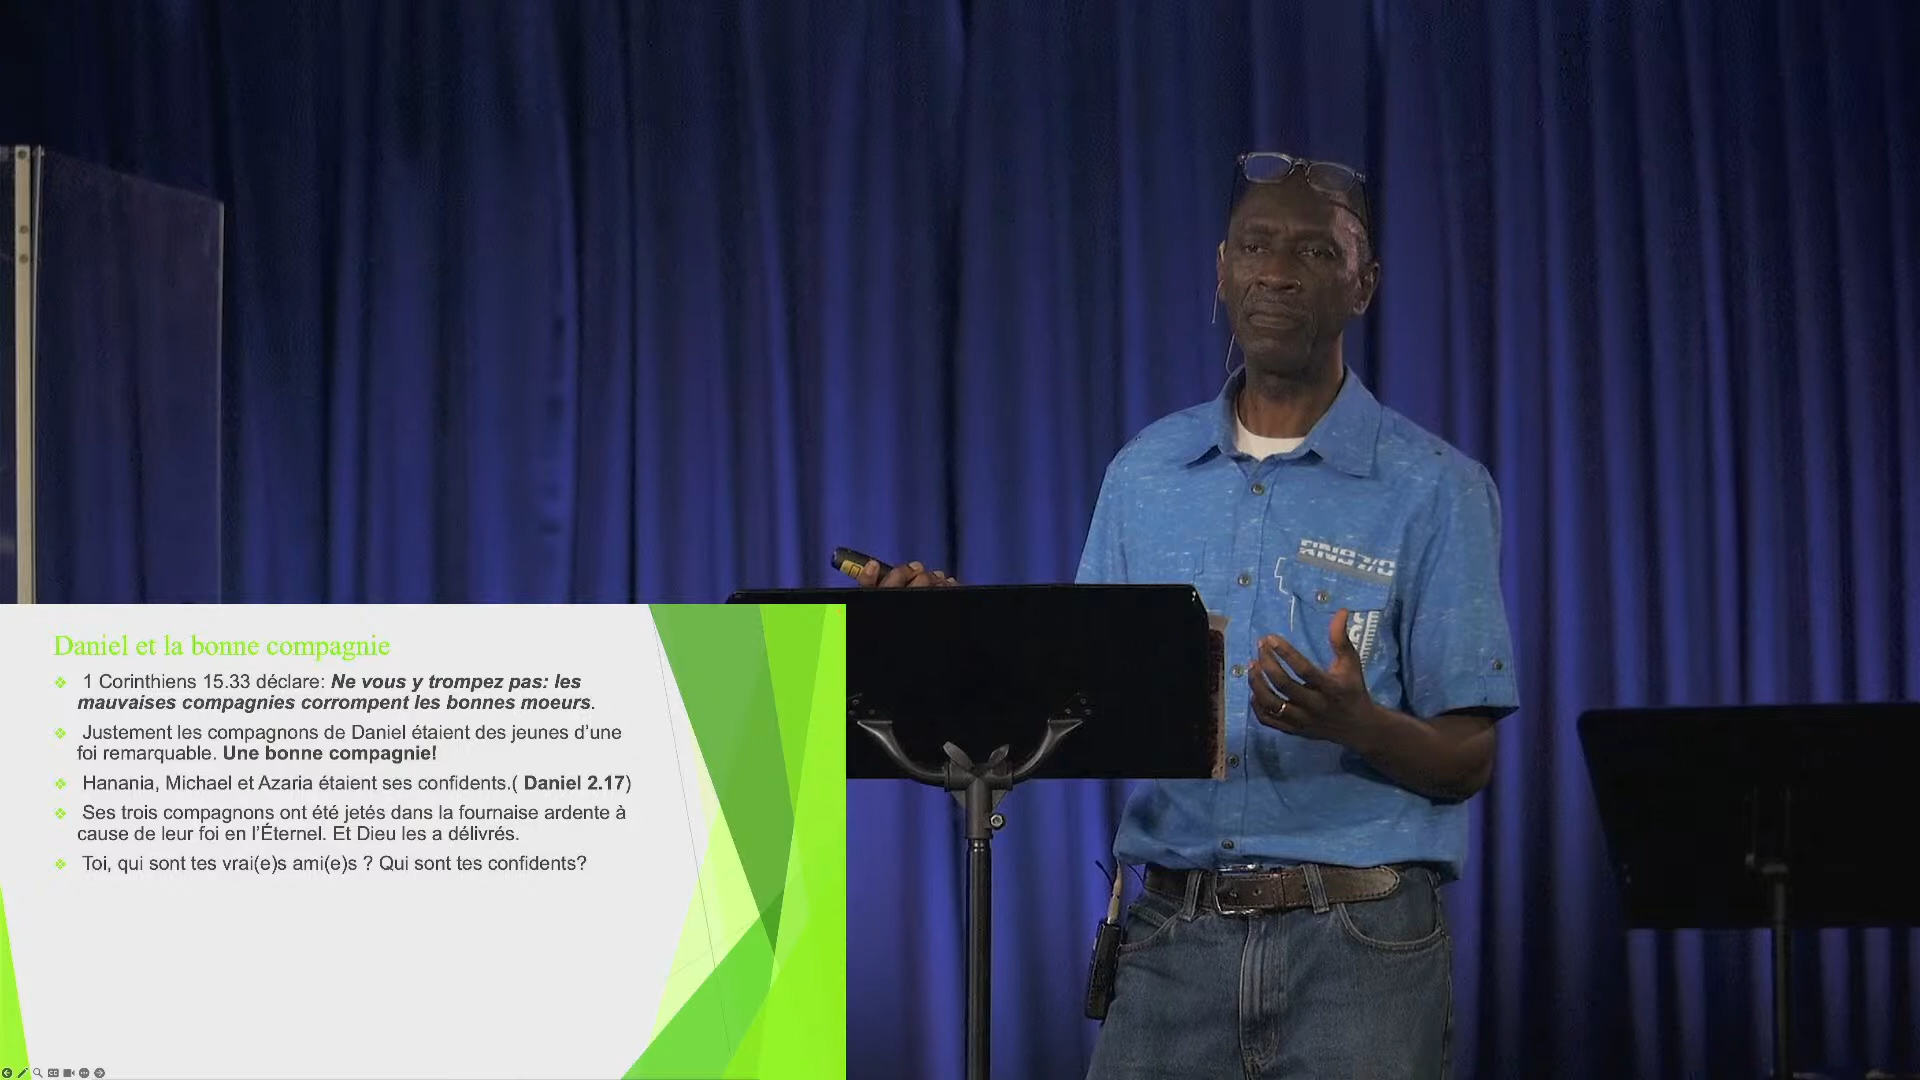 Daniel et la bonne compagnie
1 Corinthiens 15.33 déclare: Ne vous y trompez pas: les
mauvaises compagnies corrompent les bonnes moeurs.
Justement les compagnons de Daniel étaient des jeunes d’une
foi remarquable. Une bonne compagnie!
Hanania, Michael et Azaria étaient ses confidents.( Daniel 2.17)
Ses trois compagnons ont été jetés dans la fournaise ardente à
cause de leur foi en l’Éternel. Et Dieu les a délivrés.
Toi, qui sont tes vrai(e)s ami(e)s ? Qui sont tes confidents?